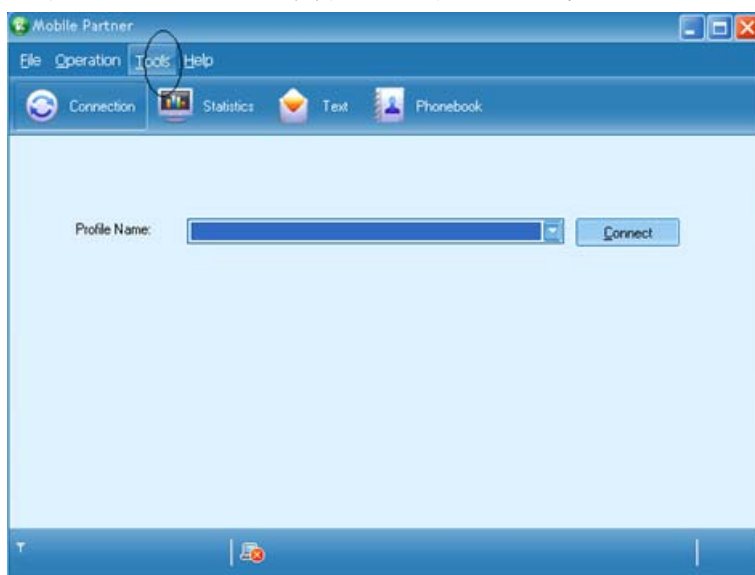 Mobile Partner
File Operation Tools Help
Connection Statistics Text Phonebook
Profile Name: Connect